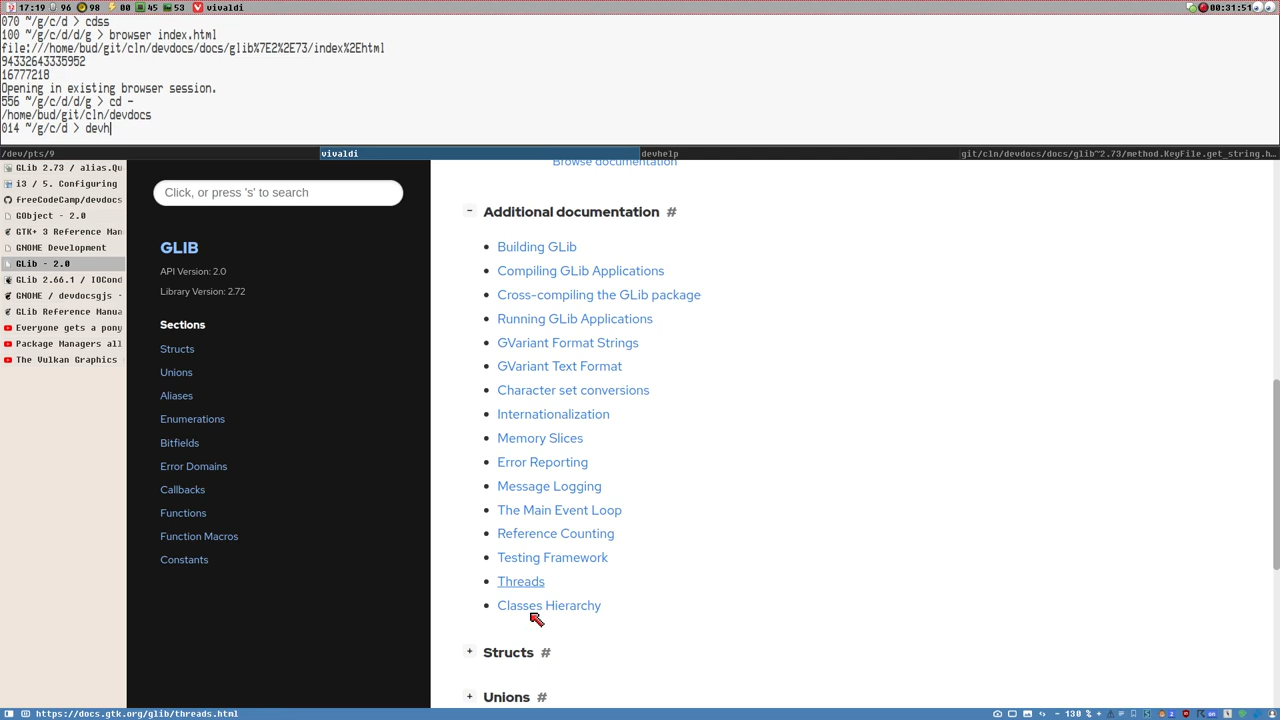 17:19 96 98 00 45 53 vivaldi 00:31:51
070 ~/g/c/d > cdss
100 ~/g/c/d/d/g > browser index.html
file:///home/bud/git/cln/devdocs/docs/glib%7E2%2E73/index%2Ehtml
94332643335952
16777218
Opening in existing browser session.
556 ~/g/c/d/d/g > cd -
/home/bud/git/cln/devdocs
014 ~/g/c/d > devh
/dev/pts/9 vivaldi devhelp git/cln/devdocs/docs/glib~2.73/method.KeyFile.get_string.h…
GLib 2.73 / alias.Qu
i3 / 5. Configuring
freeCodeCamp/devdocs
GObject - 2.0
GTK+ 3 Reference Man
GNOME Development
GLib - 2.0
GLib 2.66.1 / IOCond
GNOME / devdocsgjs -
GLib Reference Manua
Everyone gets a pony
Package Managers all
The Vulkan Graphics
Click, or press 's' to search
GLIB
API Version: 2.0
Library Version: 2.72
Sections
Structs
Unions
Aliases
Enumerations
Bitfields
Error Domains
Callbacks
Functions
Function Macros
Constants
Browse documentation
− Additional documentation #
Building GLib
Compiling GLib Applications
Cross-compiling the GLib package
Running GLib Applications
GVariant Format Strings
GVariant Text Format
Character set conversions
Internationalization
Memory Slices
Error Reporting
Message Logging
The Main Event Loop
Reference Counting
Testing Framework
Threads
Classes Hierarchy
+ Structs #
+ Unions #
https://docs.gtk.org/glib/threads.html − 130 % +